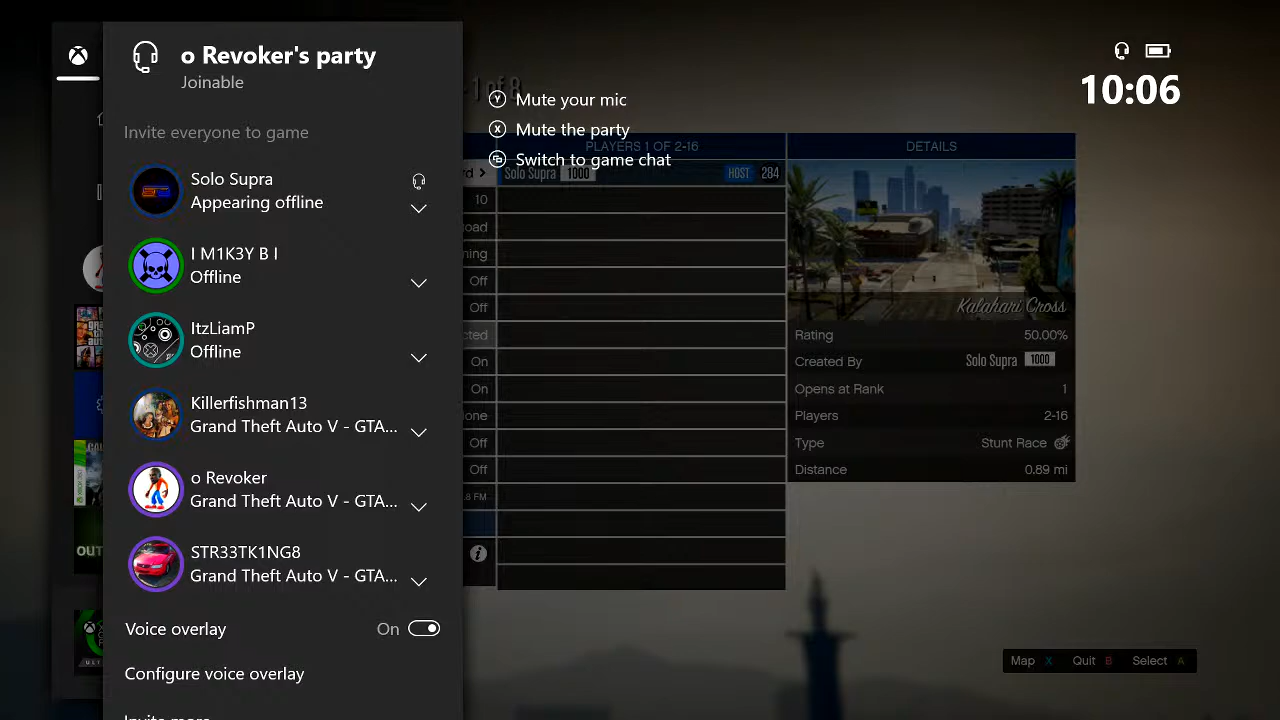 o Revoker's party
Joinable
Invite everyone to game
Solo Supra
Appearing offline
I M1K3Y B I
Offline
ItzLiamP
Offline
Killerfishman13
Grand Theft Auto V - GTA...
o Revoker
Grand Theft Auto V - GTA...
STR33TK1NG8
Grand Theft Auto V - GTA...
Voice overlay On
Configure voice overlay
Y Mute your mic
X Mute the party
Switch to game chat
10:06
PLAYERS 1 OF 2-16
Solo Supra 1000 HOST 284
10
Off
Off
On
On
Off
Off
DETAILS
Kalahari Cross
Rating 50.00%
Created By Solo Supra 1000
Opens at Rank 1
Players 2-16
Type Stunt Race
Distance 0.89 mi
Map X Quit B Select A